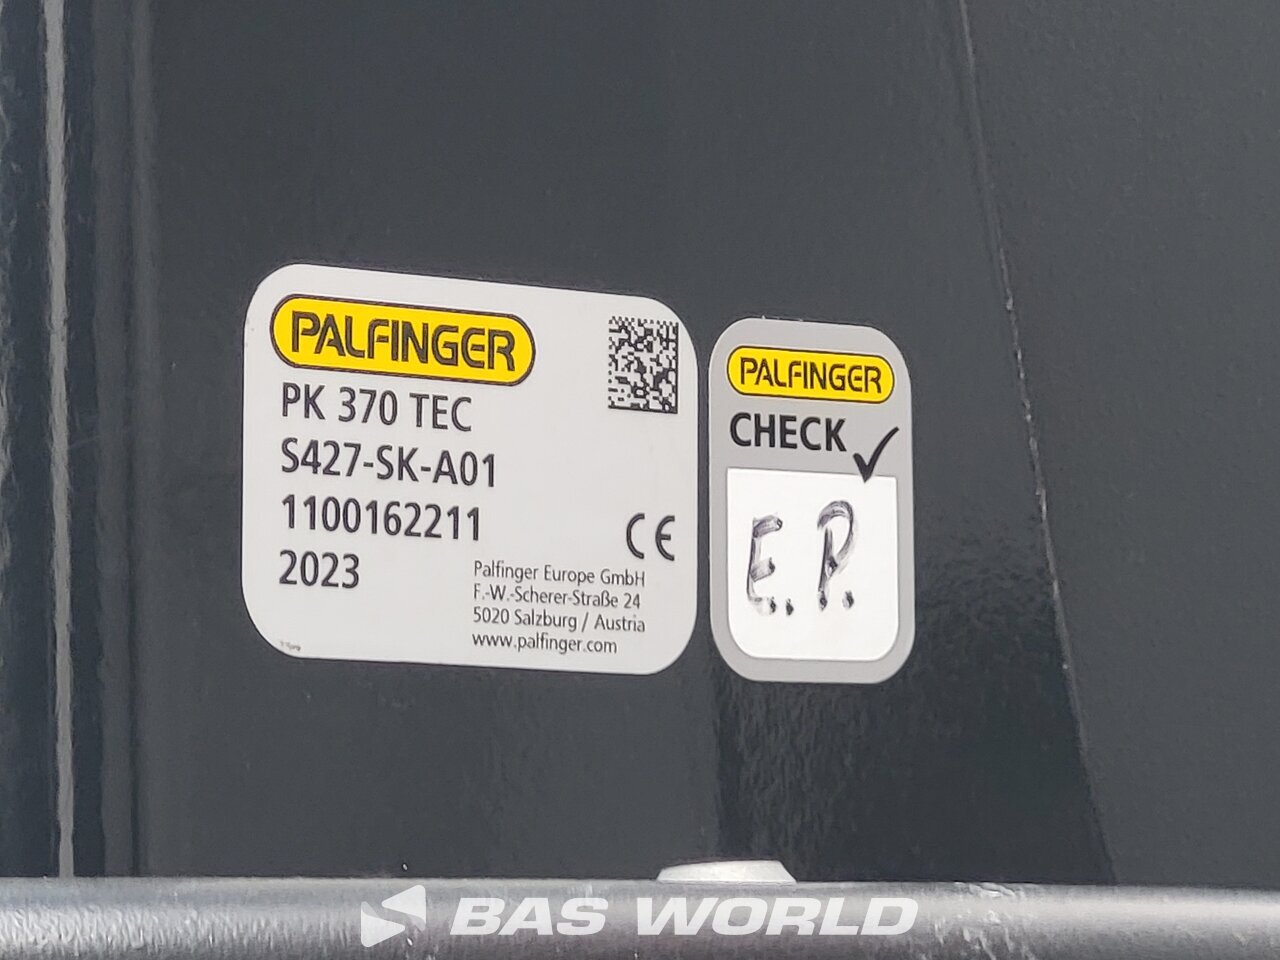 PALFINGER
PK 370 TEC
S427-SK-A01
1100162211
2023
CE
Palfinger Europe GmbH
F.-W.-Scherer-Straße 24
5020 Salzburg / Austria
www.palfinger.com
PALFINGER
CHECK
E.P.
BAS WORLD